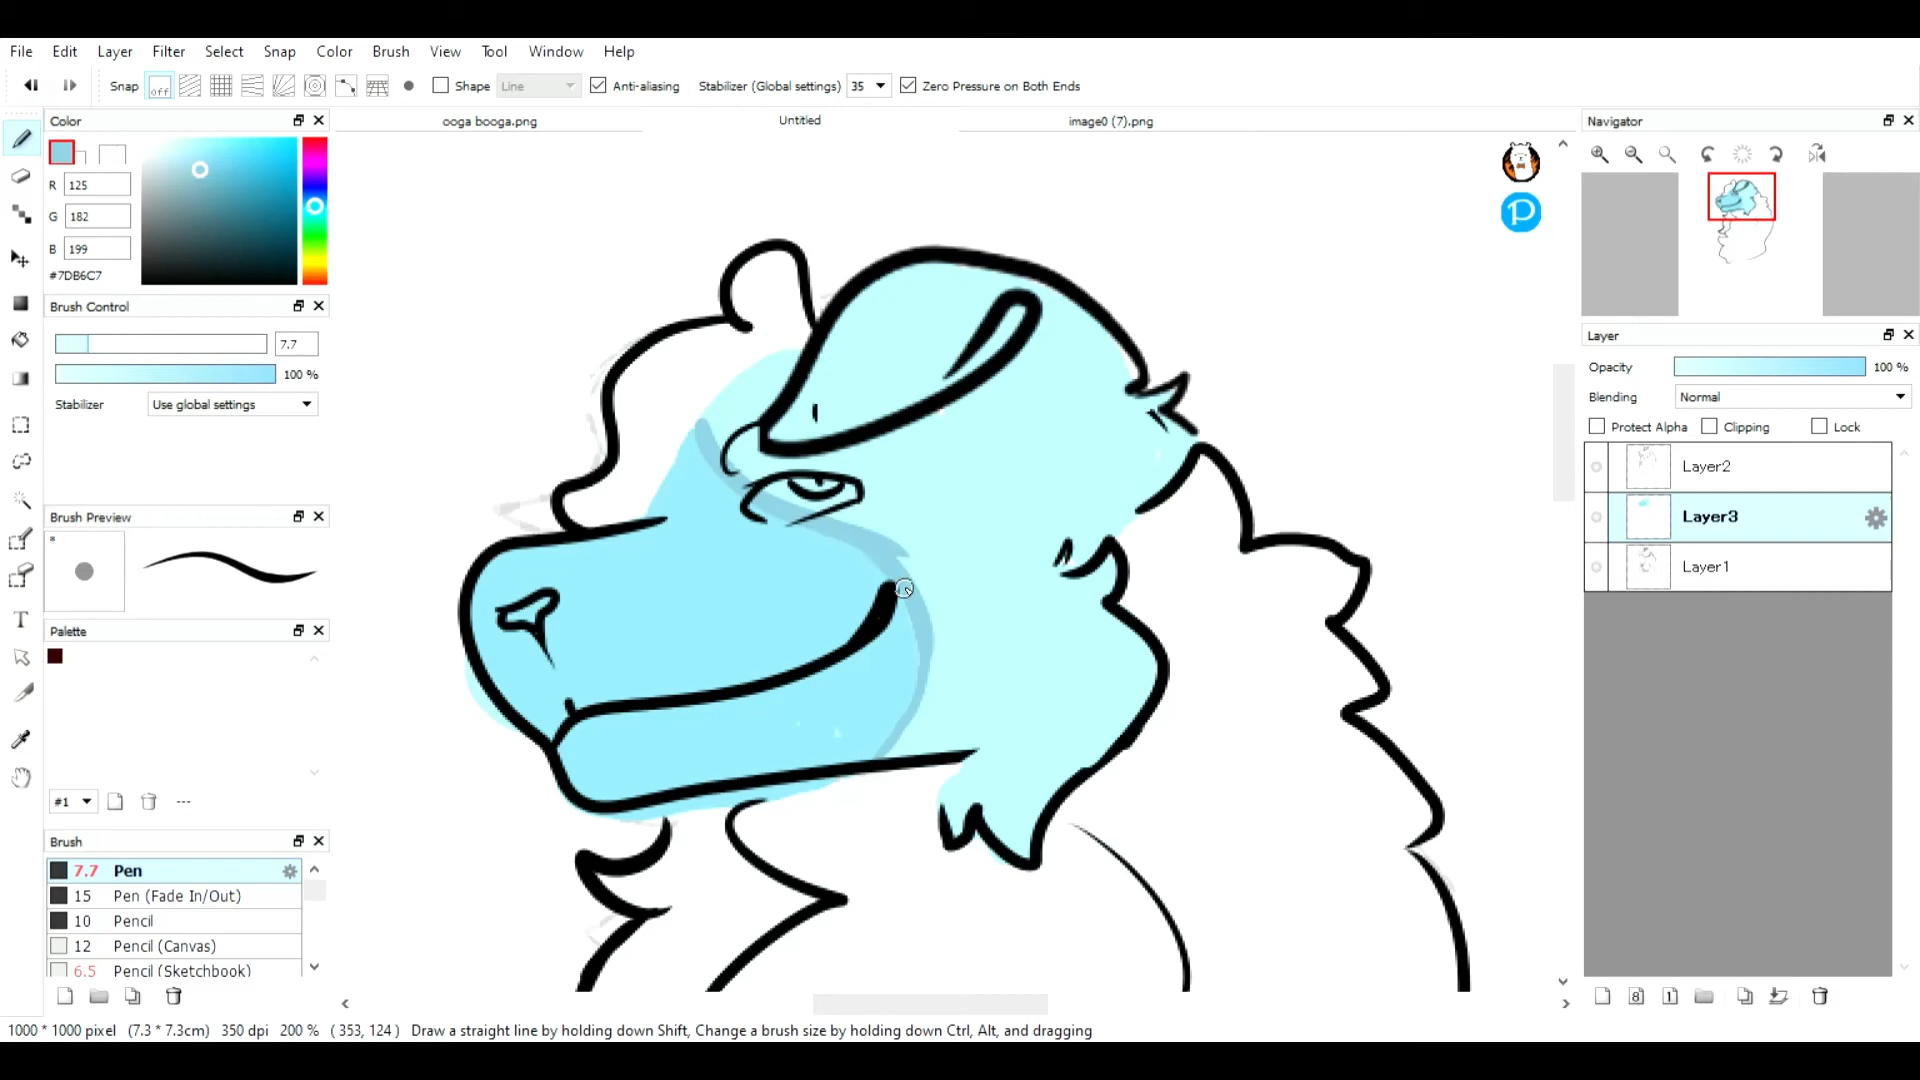 File Edit Layer Filter Select Snap Color Brush View Tool Window Help
Snap off Shape Line Anti-aliasing Stabilizer (Global settings) 35 Zero Pressure on Both Ends
Color
R 125
G 182
B 199
#7DB6C7
Brush Control
7.7
100 %
Stabilizer Use global settings
Brush Preview
Palette
#1 ---
Brush
7.7 Pen
15 Pen (Fade In/Out)
10 Pencil
12 Pencil (Canvas)
6.5 Pencil (Sketchbook)
ooga booga.png Untitled image0 (7).png
P
Navigator
Layer
Opacity 100 %
Blending Normal
Protect Alpha Clipping Lock
Layer2
Layer3
Layer1
8 1
T
1000 * 1000 pixel (7.3 * 7.3cm) 350 dpi 200 % ( 353, 124 ) Draw a straight line by holding down Shift, Change a brush size by holding down Ctrl, Alt, and dragging